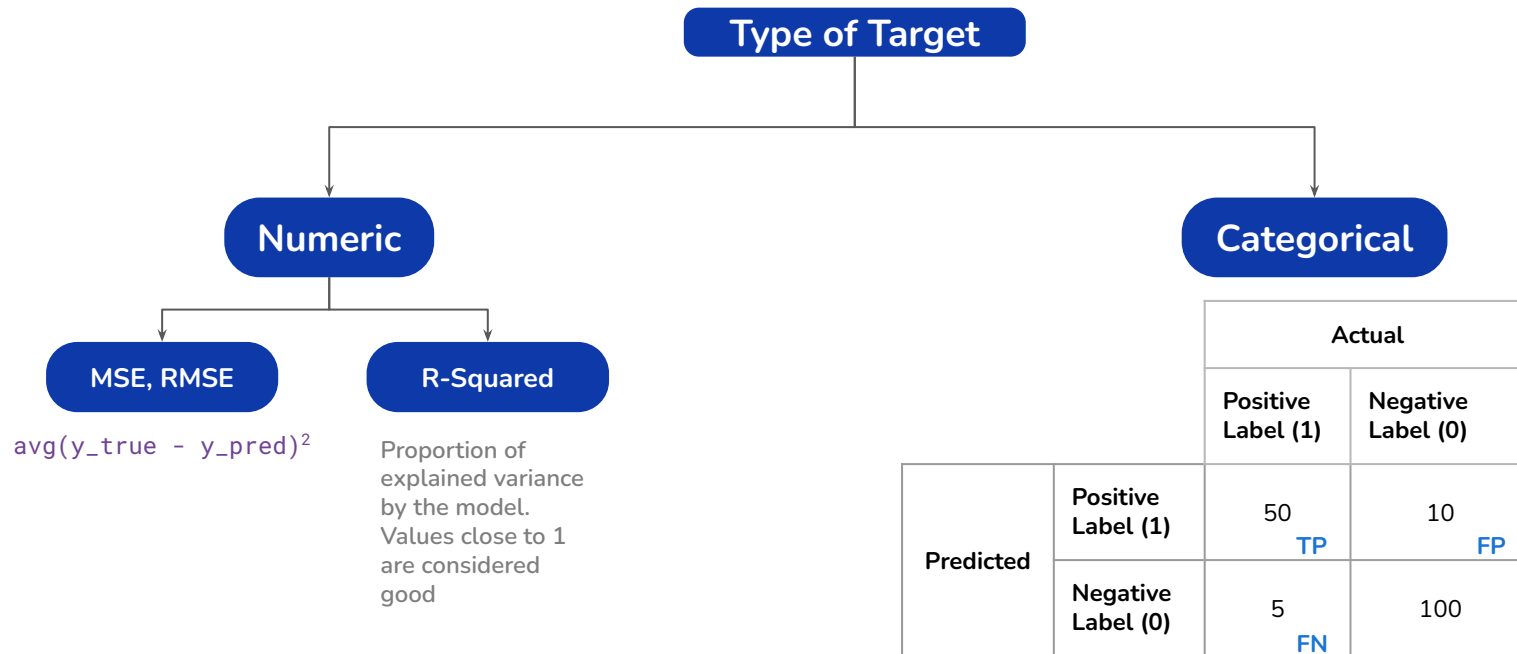 Type of Target
Numeric
Categorical
MSE, RMSE
R-Squared
avg(y_true - y_pred)²
Proportion of
explained variance
by the model.
Values close to 1
are considered
good
Actual
Positive
Label (1)
Negative
Label (0)
Predicted
Positive
Label (1)
50
TP
10
FP
Negative
Label (0)
5
FN
100